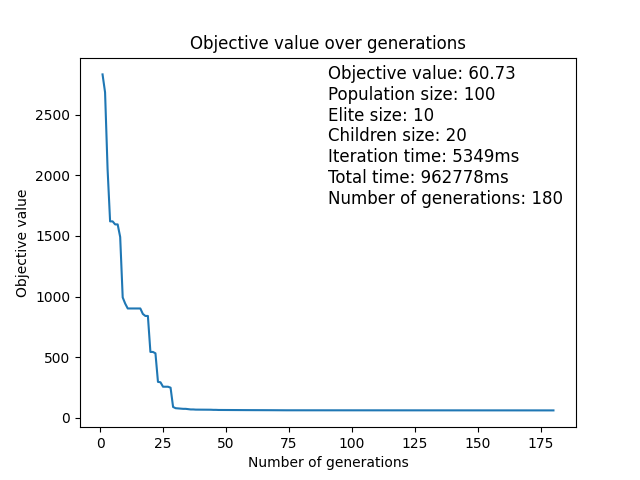 Objective value over generations
Objective value: 60.73
Population size: 100
Elite size: 10
Children size: 20
Iteration time: 5349ms
Total time: 962778ms
Number of generations: 180
Objective value
2500
2000
1500
1000
500
0
0 25 50 75 100 125 150 175
Number of generations